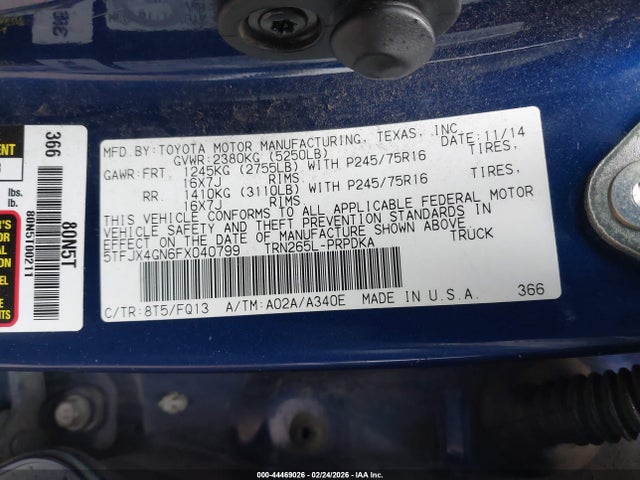 MFD.BY:TOYOTA MOTOR MANUFACTURING, TEXAS, INC. 11/14
GVWR:2380KG (5250LB) DATE:
GAWR:FRT. 1245KG (2755LB) WITH P245/75R16 TIRES,
16X7J RIMS
RR. 1410KG (3110LB) WITH P245/75R16 TIRES,
16X7J RIMS
THIS VEHICLE CONFORMS TO ALL APPLICABLE FEDERAL MOTOR
VEHICLE SAFETY AND THEFT PREVENTION STANDARDS IN
EFFECT ON THE DATE OF MANUFACTURE SHOWN ABOVE.
5TFJX4GN6FX040799 TRN265L-PRPDKA TRUCK
C/TR:8T5/FQ13 A/TM:A02A/A340E MADE IN U.S.A. 366
366
80N5T
80N5T502211
ENT
lbs.
lb.
R'S
EL
00-44469026 - 02/24/2026 - IAA Inc.